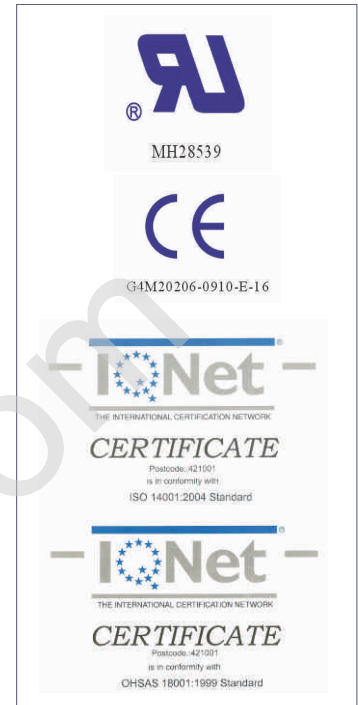 ®
MH28539
CE
G4M20206-0910-E-16
IQNet ®
THE INTERNATIONAL CERTIFICATION NETWORK
CERTIFICATE
Postcode.:421001
is in conformity with
ISO 14001:2004 Standard
IQNet ®
THE INTERNATIONAL CERTIFICATION NETWORK
CERTIFICATE
Postcode.:421001
is in conformity with
OHSAS 18001:1999 Standard